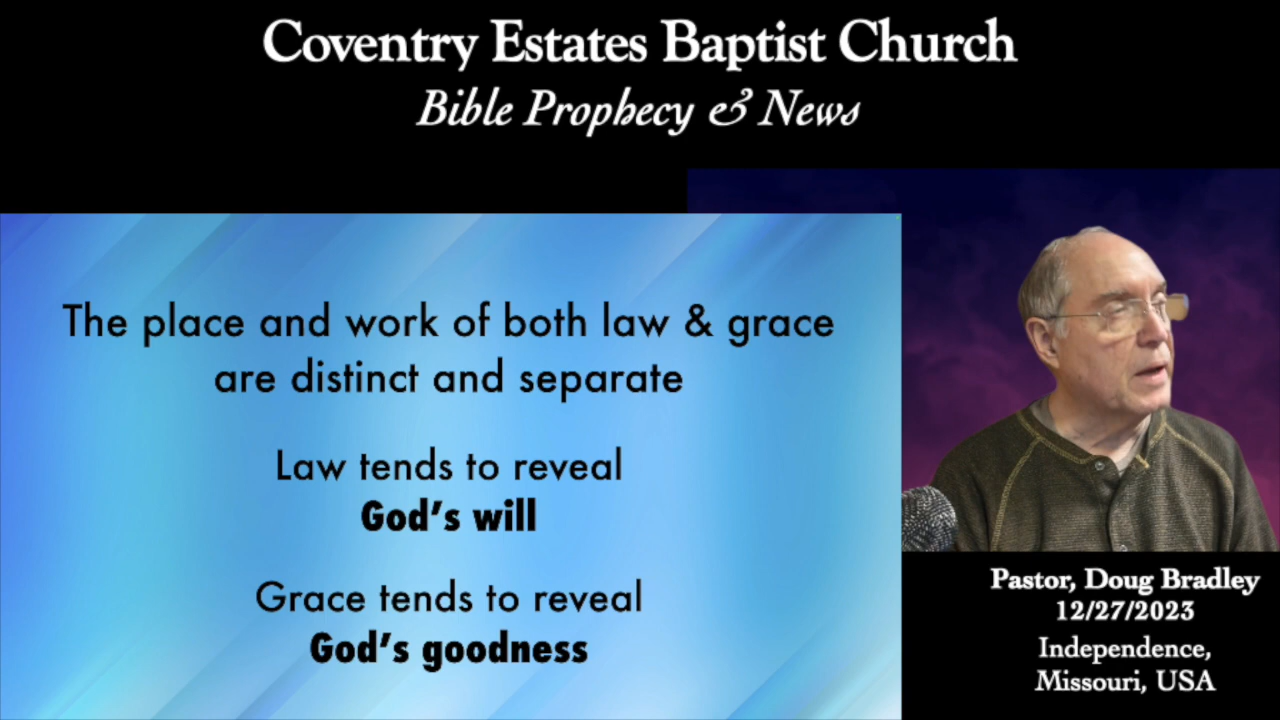 Coventry Estates Baptist Church
Bible Prophecy & News
The place and work of both law & grace
are distinct and separate
Law tends to reveal
God's will
Grace tends to reveal
God's goodness
Pastor, Doug Bradley
12/27/2023
Independence,
Missouri, USA